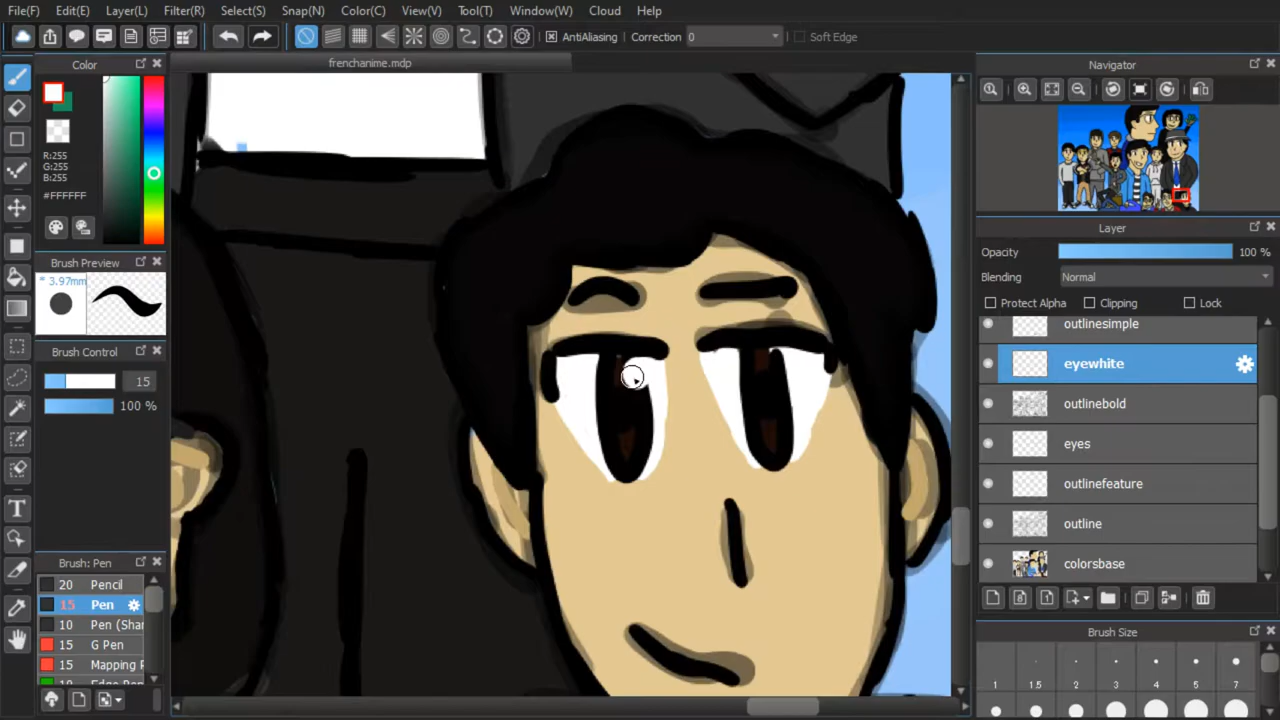 File(F) Edit(E) Layer(L) Filter(R) Select(S) Snap(N) Color(C) View(V) Tool(T) Window(W) Cloud Help
AntiAliasing Correction 0 Soft Edge
frenchanime.mdp
Color
R:255
G:255
B:255
#FFFFFF
Brush Preview
* 3.97mm
Brush Control
15
100 %
Brush: Pen
20 Pencil
15 Pen
10 Pen (Shar
15 G Pen
15 Mapping P
Navigator
Layer
Opacity 100 %
Blending Normal
Protect Alpha Clipping Lock
outlinesimple
eyewhite
outlinebold
eyes
outlinefeature
outline
colorsbase
Brush Size
1 1.5 2 3 4 5 7